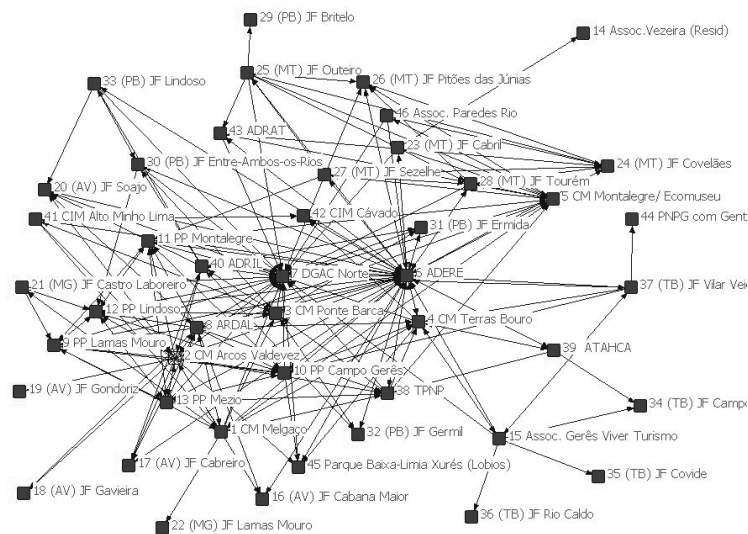 29 (PB) JF Britelo
14 Assoc.Vezeira (Resid)
25 (MT) JF Outeiro
26 (MT) JF Pitões das Júnias
33 (PB) JF Lindoso
46 Assoc. Paredes Rio
43 ADRAT
23 (MT) JF Cabril
30 (PB) JF Entre-Ambos-os-Rios
24 (MT) JF Covelães
27 (MT) JF Sezelhe
28 (MT) JF Tourém
20 (AV) JF Soajo
5 CM Montalegre/ Ecomuseu
41 CIM Alto Minho Lima
42 CIM Cávado
44 PNPG com Gent
31 (PB) JF Ermida
11 PP Montalegre
40 ADRIL
7 DGAC Norte
6 ADERE
21 (MG) JF Castro Laboreiro
37 (TB) JF Vilar Vei
12 PP Lindoso
3 CM Ponte Barca
8 ARDAL
4 CM Terras Bouro
9 PP Lamas Mouro
39 ATAHCA
2 CM Arcos Valdevez
10 PP Campo Gerês
19 (AV) JF Gondoriz
38 TPNP
13 PP Mezio
34 (TB) JF Campo
1 CM Melgaço
32 (PB) JF Germil
15 Assoc. Gerês Viver Turismo
17 (AV) JF Cabreiro
45 Parque Baixa-Limia Xurés (Lobios)
35 (TB) JF Covide
18 (AV) JF Gavieira
16 (AV) JF Cabana Maior
36 (TB) JF Rio Caldo
22 (MG) JF Lamas Mouro